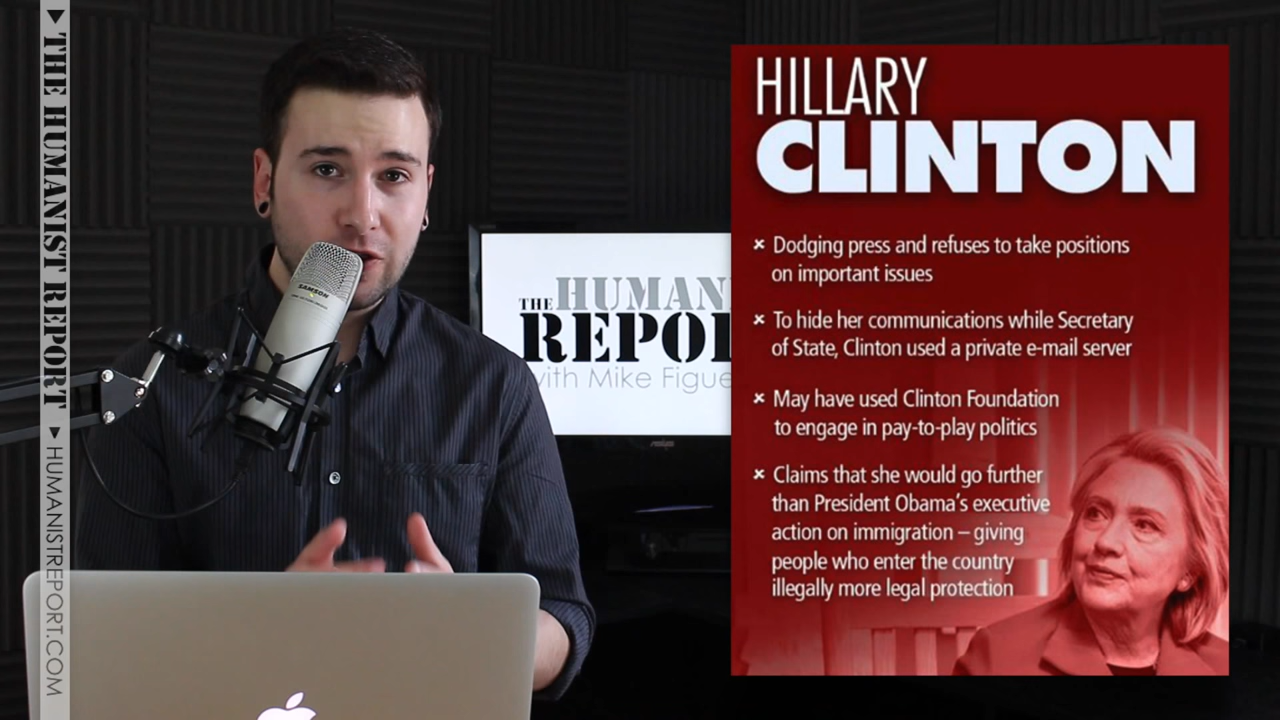 THE HUMANIST REPORT
HUMANISTREPORT.COM
SAMSON
THE HUMANI
REPOR
with Mike Figue
HILLARY
CLINTON
× Dodging press and refuses to take positions
on important issues
× To hide her communications while Secretary
of State, Clinton used a private e-mail server
× May have used Clinton Foundation
to engage in pay-to-play politics
× Claims that she would go further
than President Obama's executive
action on immigration – giving
people who enter the country
illegally more legal protection